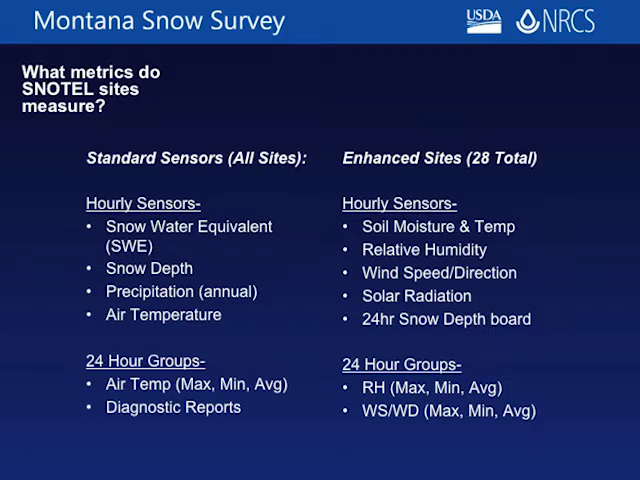 Montana Snow Survey
USDA
NRCS
What metrics do
SNOTEL sites
measure?
Standard Sensors (All Sites):
Hourly Sensors-
• Snow Water Equivalent
(SWE)
• Snow Depth
• Precipitation (annual)
• Air Temperature
24 Hour Groups-
• Air Temp (Max, Min, Avg)
• Diagnostic Reports
Enhanced Sites (28 Total)
Hourly Sensors-
• Soil Moisture & Temp
• Relative Humidity
• Wind Speed/Direction
• Solar Radiation
• 24hr Snow Depth board
24 Hour Groups-
• RH (Max, Min, Avg)
• WS/WD (Max, Min, Avg)